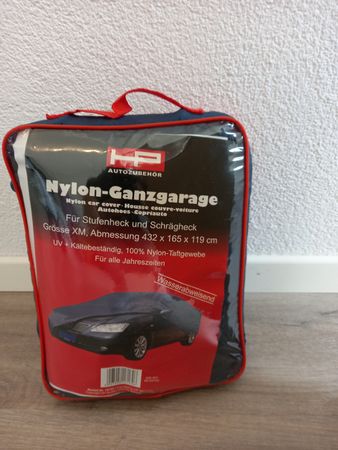 HP
AUTOZUBEHÖR
Nylon-Ganzgarage
Nylon car cover·Housse couvre-voiture
Autohoes·Copriauto
Für Stufenheck und Schrägheck
Grösse XM, Abmessung 432 x 165 x 119 cm
UV + Kältebeständig, 100% Nylon-Taftgewebe
Für alle Jahreszeiten
Wasserabweisend